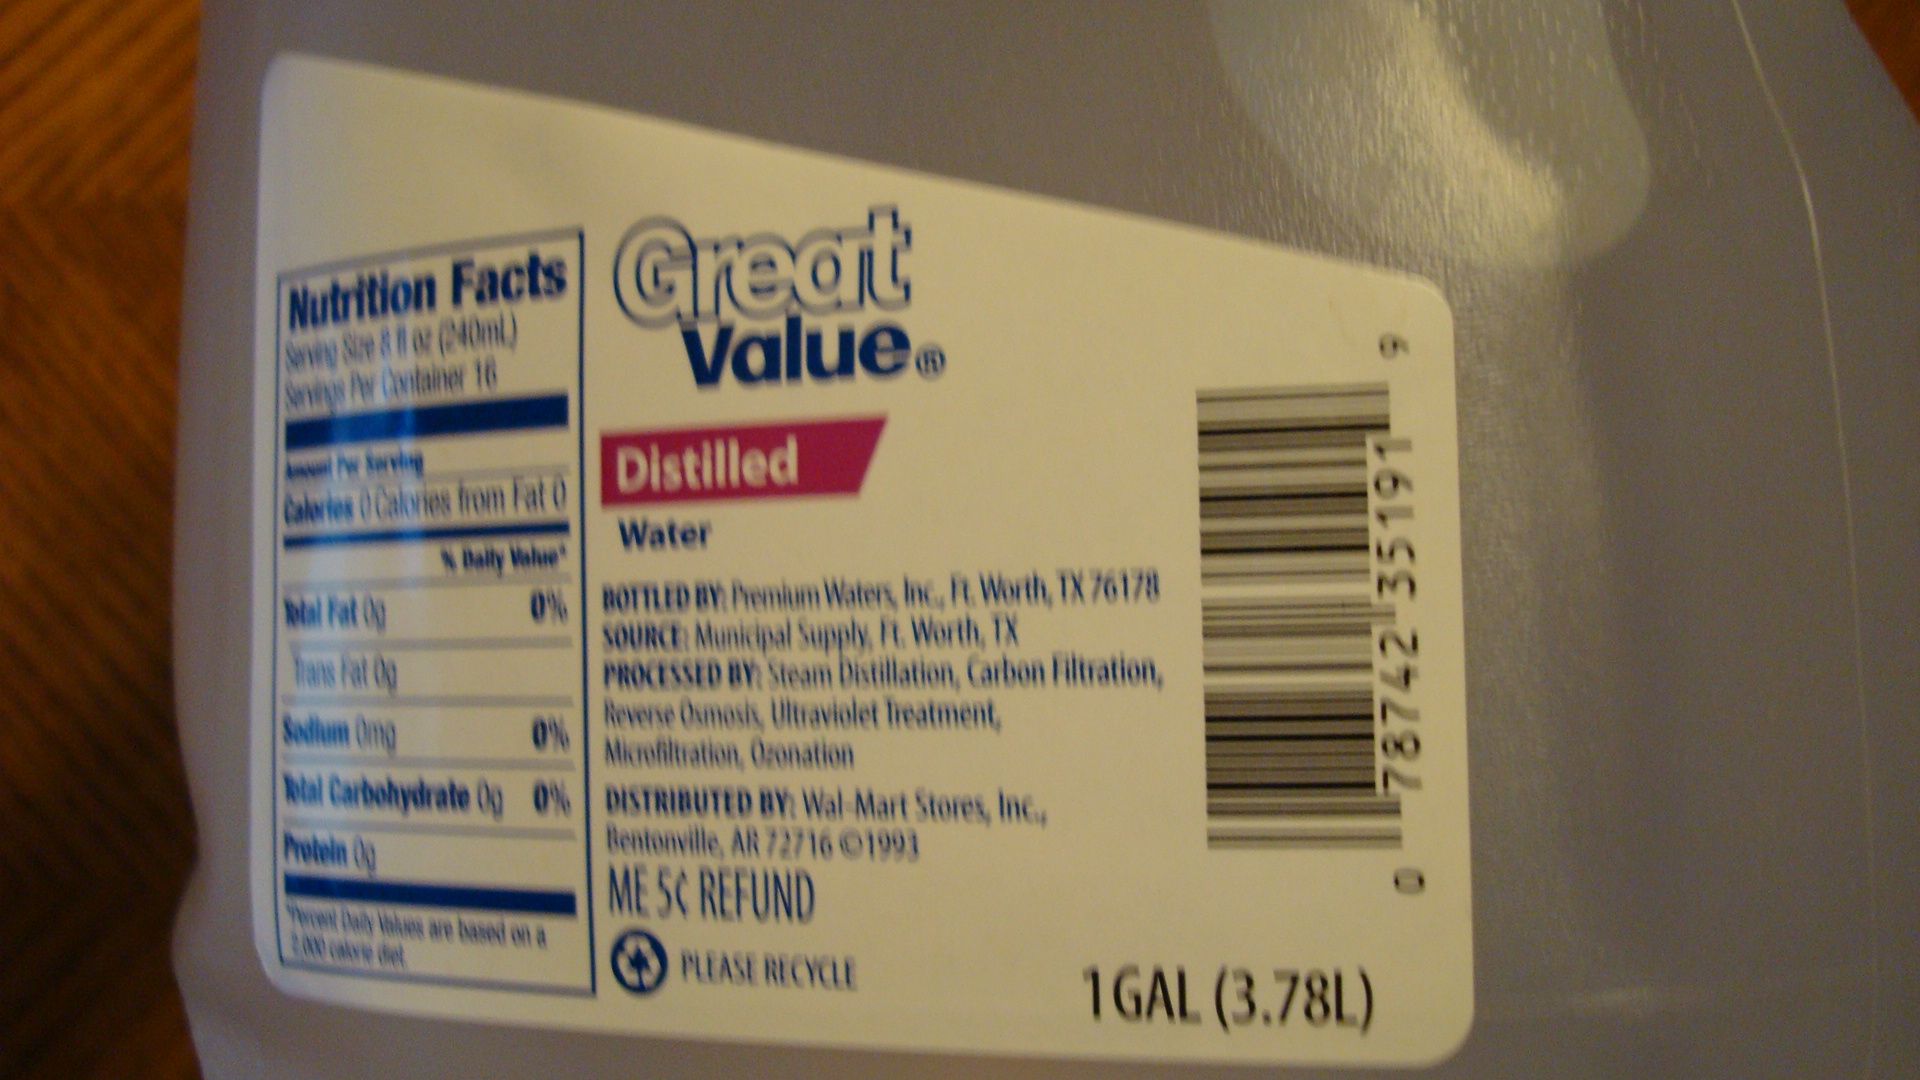 Nutrition Facts
Serving Size 8 fl oz (240mL)
Servings Per Container 16
Amount Per Serving
Calories 0 Calories from Fat 0
% Daily Value*
Total Fat 0g 0%
Trans Fat 0g
Sodium 0mg 0%
Total Carbohydrate 0g 0%
Protein 0g
*Percent Daily Values are based on a
2,000 calorie diet.
Great
Value®
Distilled
Water
BOTTLED BY: Premium Waters, Inc., Ft. Worth, TX 76178
SOURCE: Municipal Supply, Ft. Worth, TX
PROCESSED BY: Steam Distillation, Carbon Filtration,
Reverse Osmosis, Ultraviolet Treatment,
Microfiltration, Ozonation
DISTRIBUTED BY: Wal-Mart Stores, Inc.,
Bentonville, AR 72716 ©1993
ME 5¢ REFUND
PLEASE RECYCLE
1 GAL (3.78L)
0 78742 35191 9